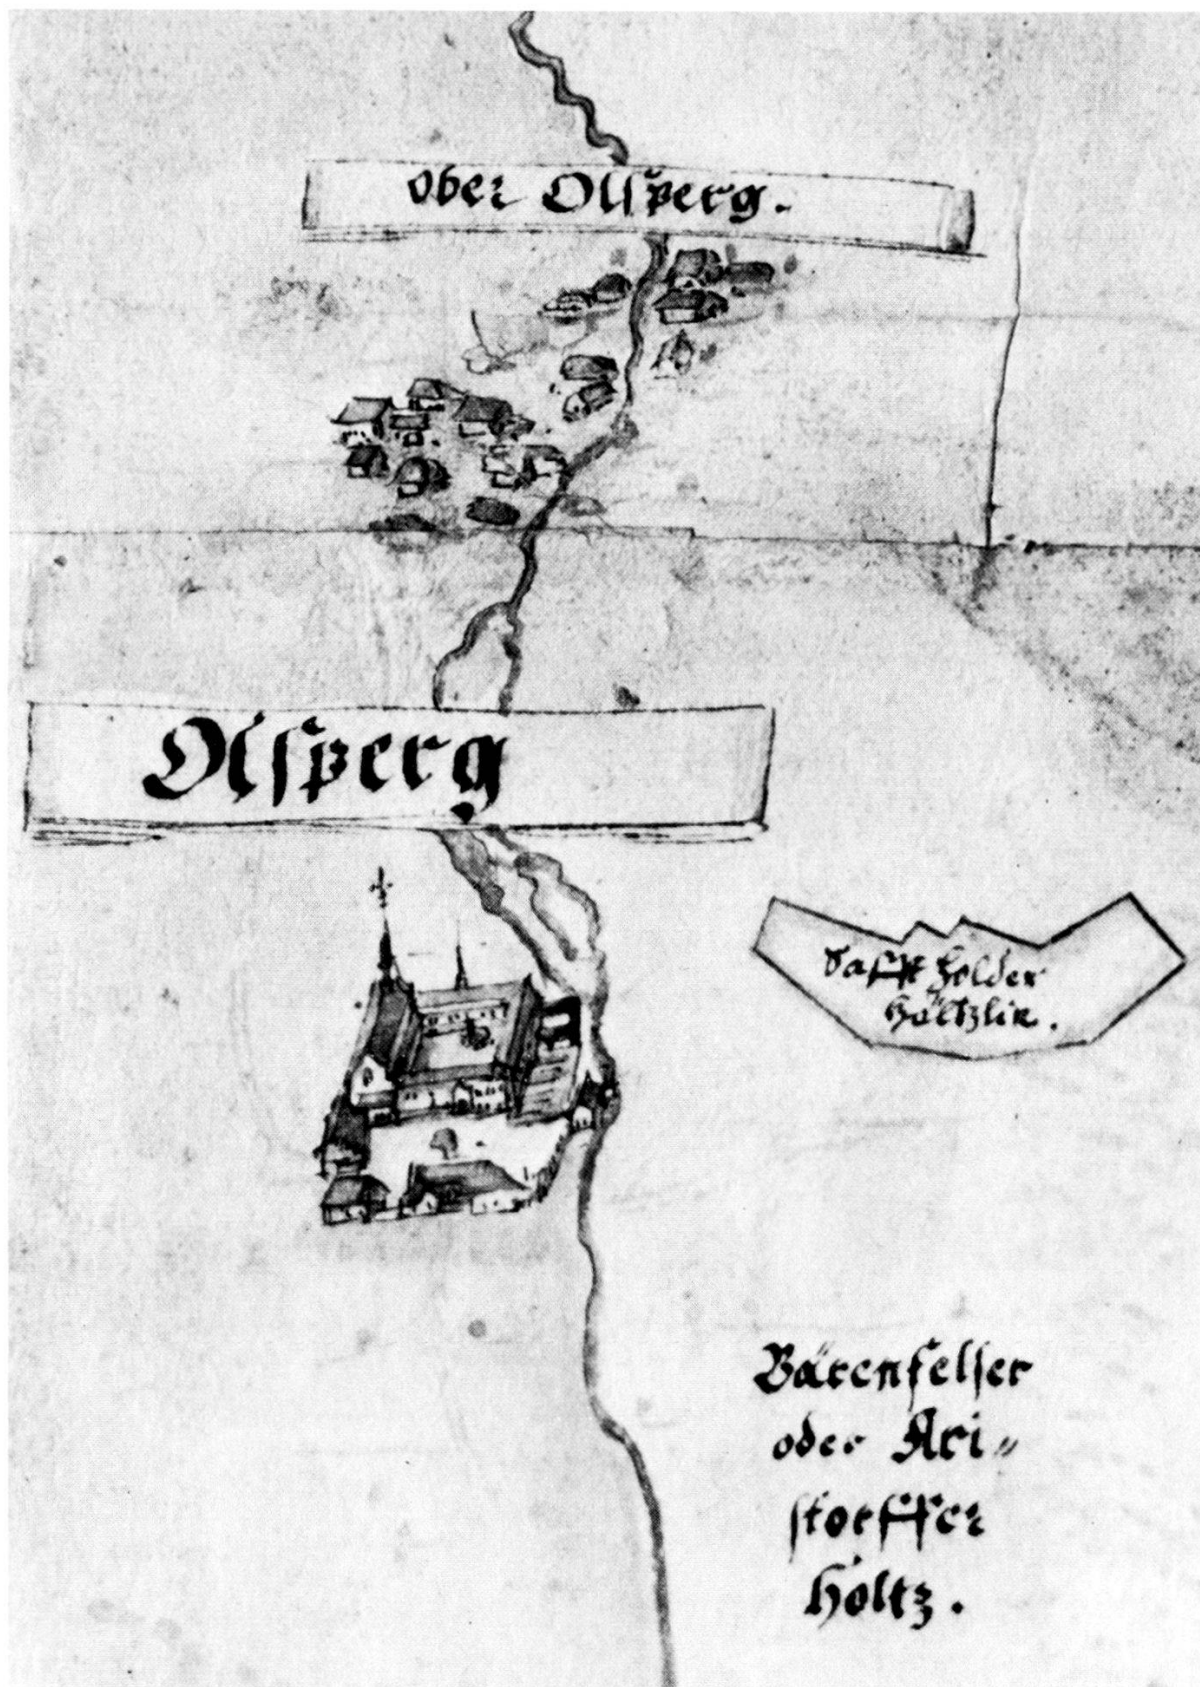 ober Olsperg.
Olsperg
holder
höltzlin.
Bärenfelser
oder Ari⸗
storffer
holtz.